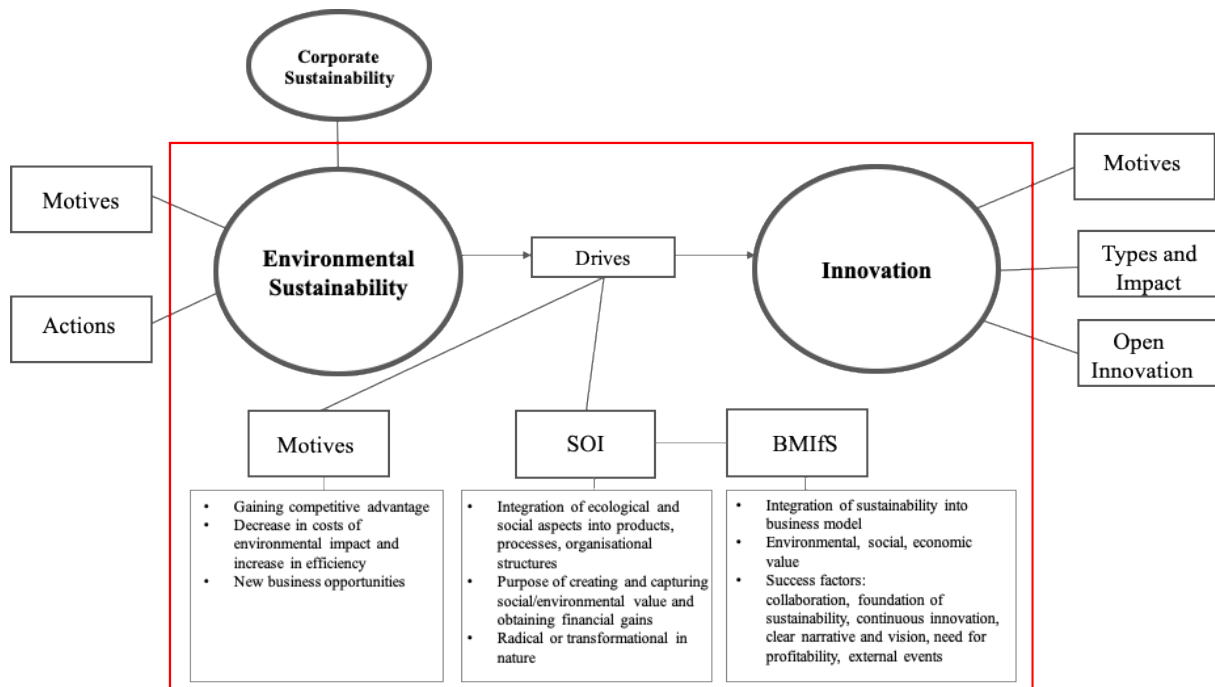 Corporate
Sustainability
Motives
Actions
Environmental
Sustainability
Drives
Innovation
Motives
Types and
Impact
Open
Innovation
Motives
SOI
BMIfS
• Gaining competitive advantage
• Decrease in costs of
environmental impact and
increase in efficiency
• New business opportunities
• Integration of ecological and
social aspects into products,
processes, organisational
structures
• Purpose of creating and capturing
social/environmental value and
obtaining financial gains
• Radical or transformational in
nature
• Integration of sustainability into
business model
• Environmental, social, economic
value
• Success factors:
collaboration, foundation of
sustainability, continuous innovation,
clear narrative and vision, need for
profitability, external events